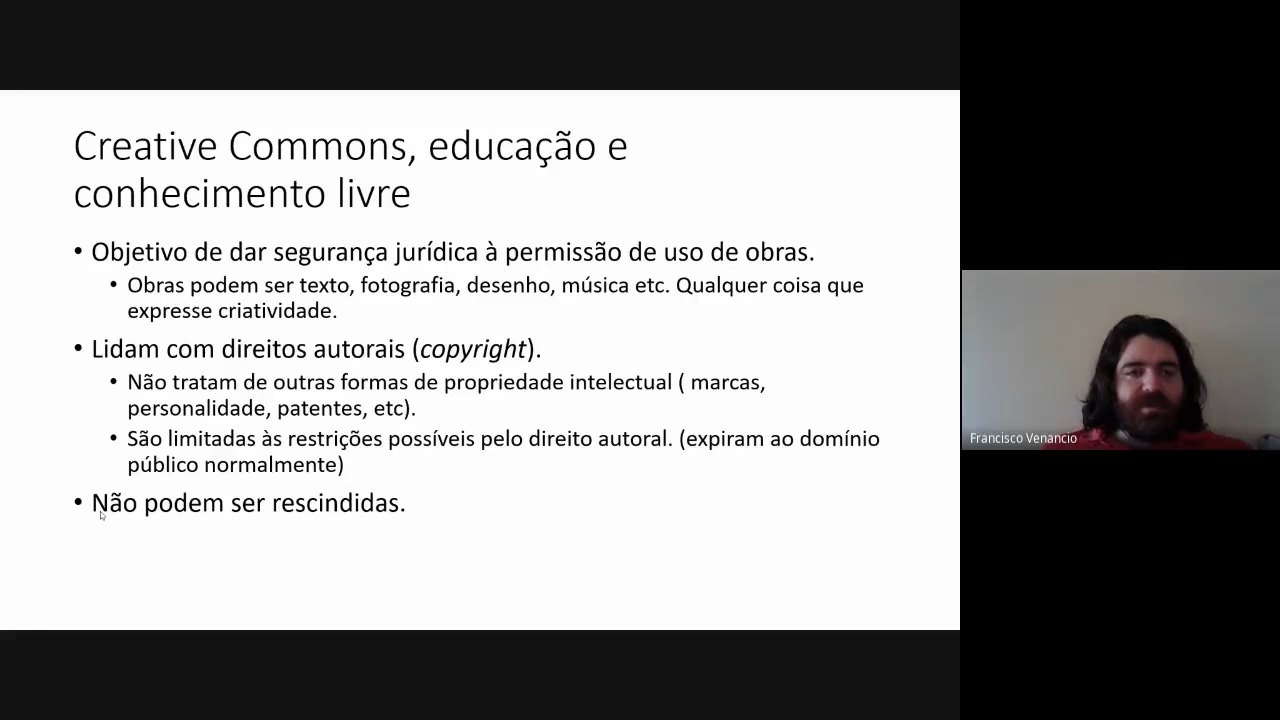 Creative Commons, educação e
conhecimento livre
• Objetivo de dar segurança jurídica à permissão de uso de obras.
• Obras podem ser texto, fotografia, desenho, música etc. Qualquer coisa que
expresse criatividade.
• Lidam com direitos autorais (copyright).
• Não tratam de outras formas de propriedade intelectual ( marcas,
personalidade, patentes, etc).
• São limitadas às restrições possíveis pelo direito autoral. (expiram ao domínio
público normalmente)
• Não podem ser rescindidas.
Francisco Venancio